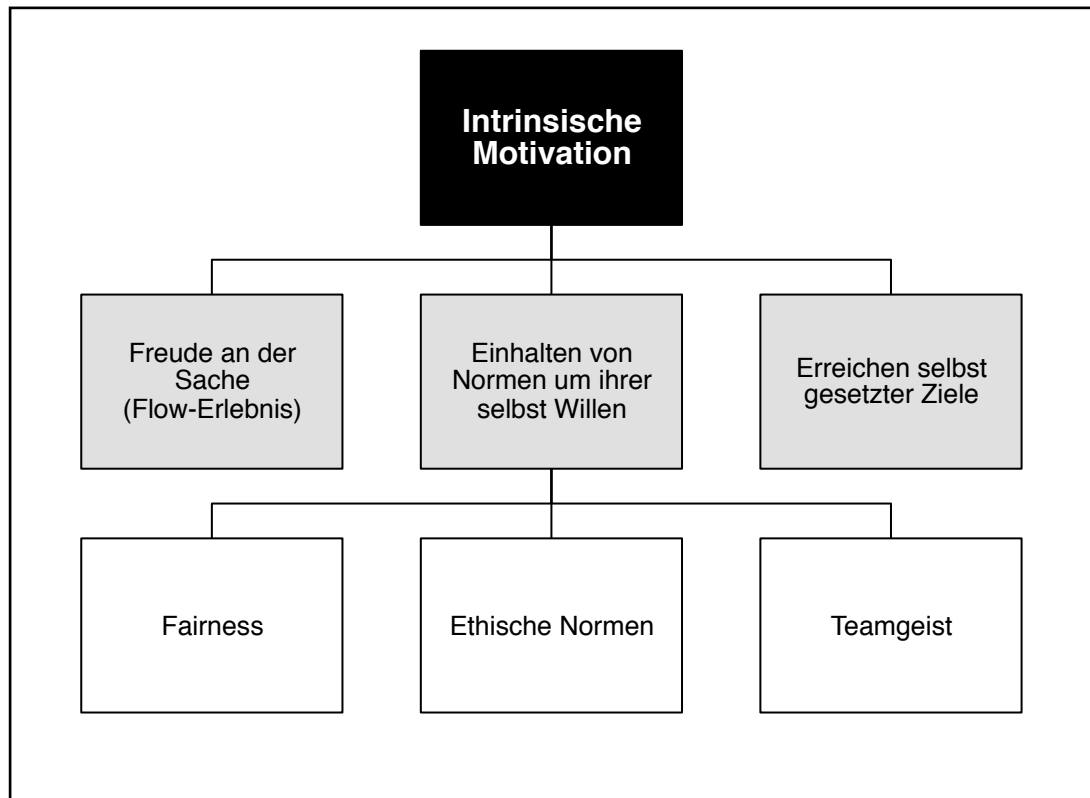 Intrinsische
Motivation
Freude an der
Sache
(Flow-Erlebnis)
Einhalten von
Normen um ihrer
selbst Willen
Erreichen selbst
gesetzter Ziele
Fairness
Ethische Normen
Teamgeist